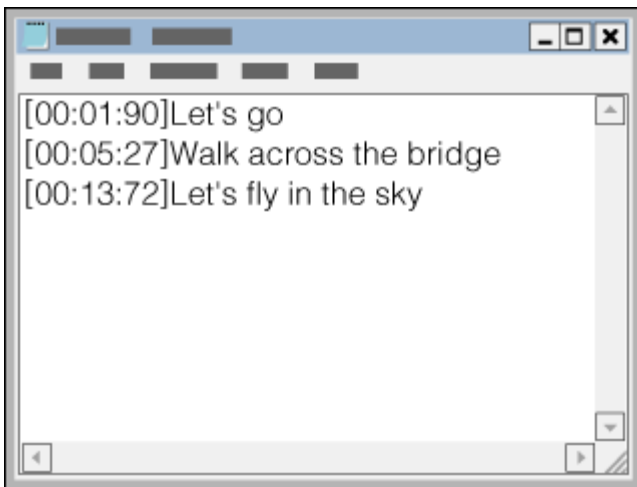 [00:01:90]Let's go
[00:05:27]Walk across the bridge
[00:13:72]Let's fly in the sky